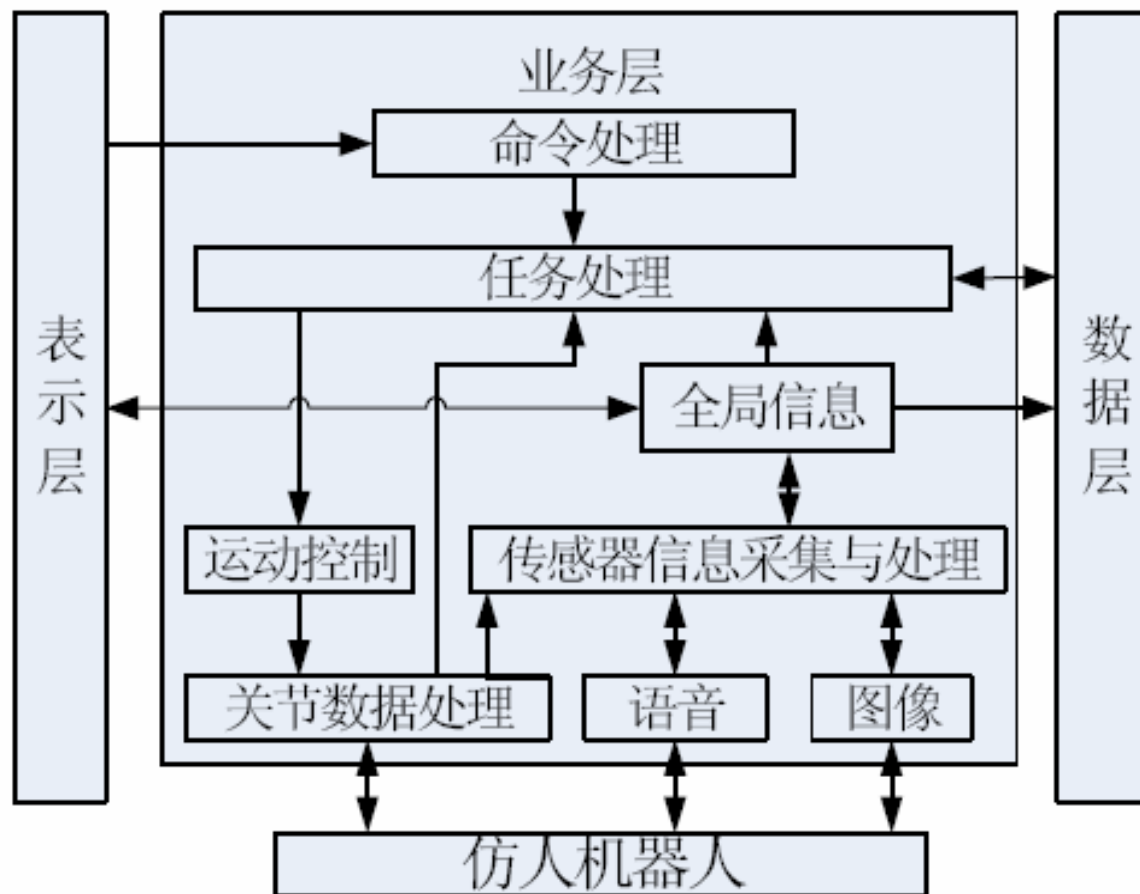 业务层
命令处理
任务处理
表示层
全局信息
数据层
运动控制
传感器信息采集与处理
关节数据处理
语音
图像
仿人机器人